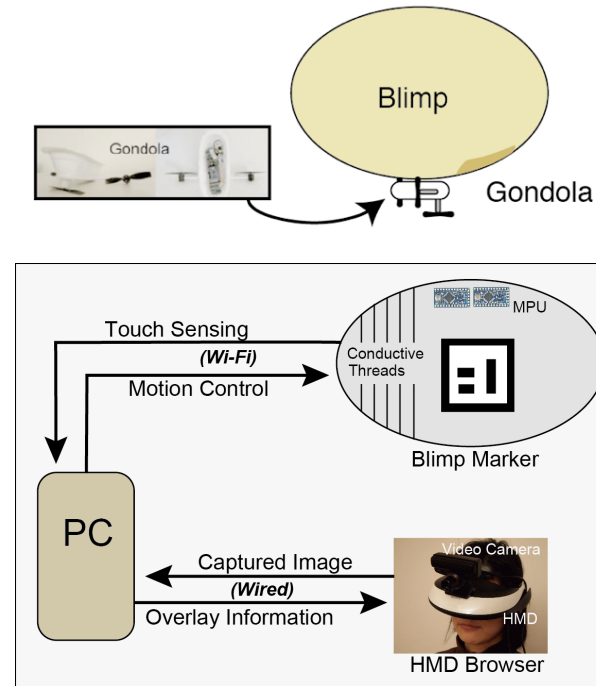 Blimp
Gondola
Gondola
Touch Sensing
(Wi-Fi)
Motion Control
MPU
Conductive
Threads
Blimp Marker
PC
Captured Image
(Wired)
Overlay Information
Video Camera
HMD
HMD Browser